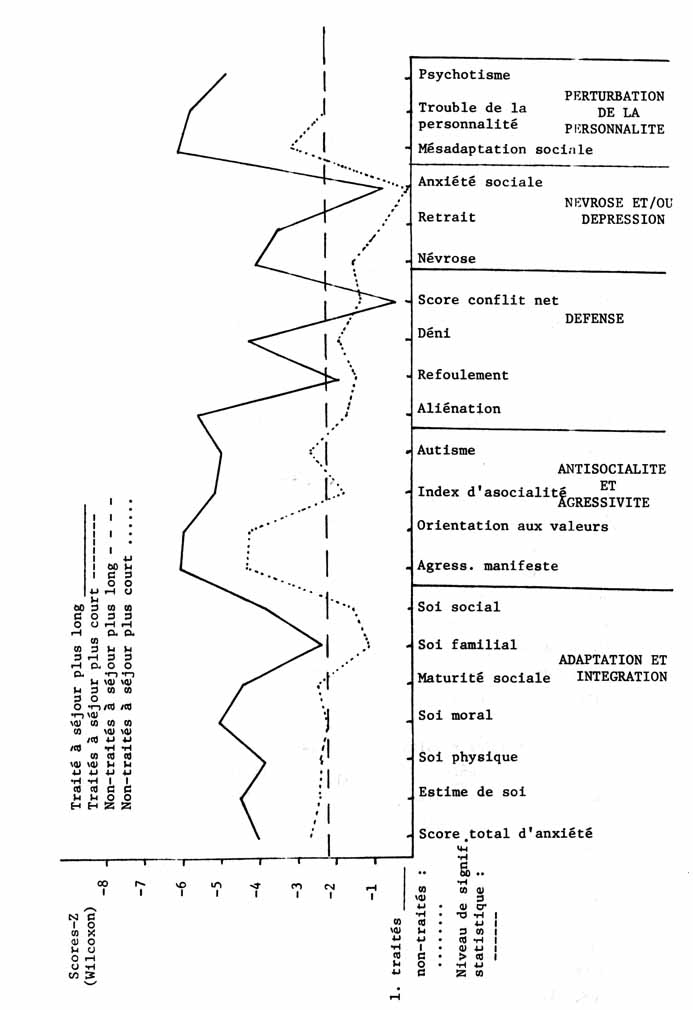 Psychotisme
Trouble de la
personnalité
Mésadaptation sociale
PERTURBATION
DE LA
PERSONNALITE
Anxiété sociale
Retrait
Névrose
NEVROSE ET/OU
DEPRESSION
Score conflit net
Déni
Refoulement
Aliénation
DEFENSE
Autisme
Index d'asocialité
Orientation aux valeurs
Agress. manifeste
ANTISOCIALITE
ET
AGRESSIVITE
Soi social
Soi familial
Maturité sociale
Soi moral
Soi physique
Estime de soi
Score total d'anxiété
ADAPTATION ET
INTEGRATION
Traité à séjour plus long
Traités à séjour plus court
Non-traités à séjour plus long
Non-traités à séjour plus court
-8
-7
-6
-5
-4
-3
-2
-1
Scores-Z
(Wilcoxon)
1. traités
non-traités :
Niveau de signif.
statistique :